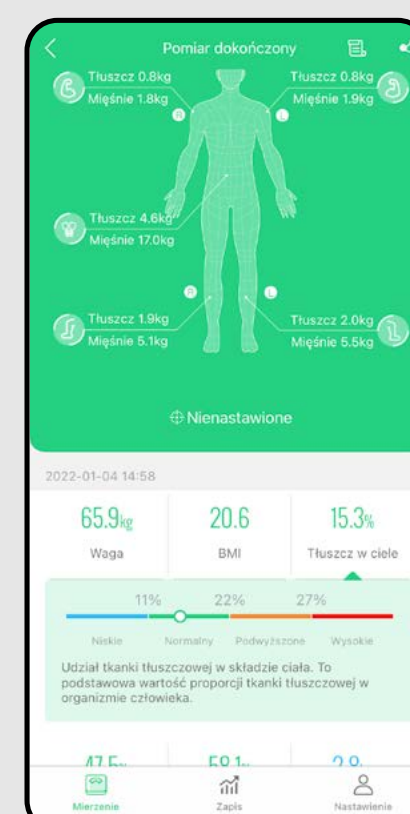 Pomiar dokończony
Tłuszcz 0.8kg
Mięśnie 1.8kg
Tłuszcz 0.8kg
Mięśnie 1.9kg
R
L
Tłuszcz 4.6kg
Mięśnie 17.0kg
R
L
Tłuszcz 1.9kg
Mięśnie 5.1kg
Tłuszcz 2.0kg
Mięśnie 5.5kg
Nienastawione
2022-01-04 14:58
65.9kg 20.6 15.3%
Waga BMI Tłuszcz w ciele
11% 22% 27%
Niskie Normalny Podwyższone Wysokie
Udział tkanki tłuszczowej w składzie ciała. To
podstawowa wartość proporcji tkanki tłuszczowej w
organizmie człowieka.
Mierzenie Zapis Nastawienie